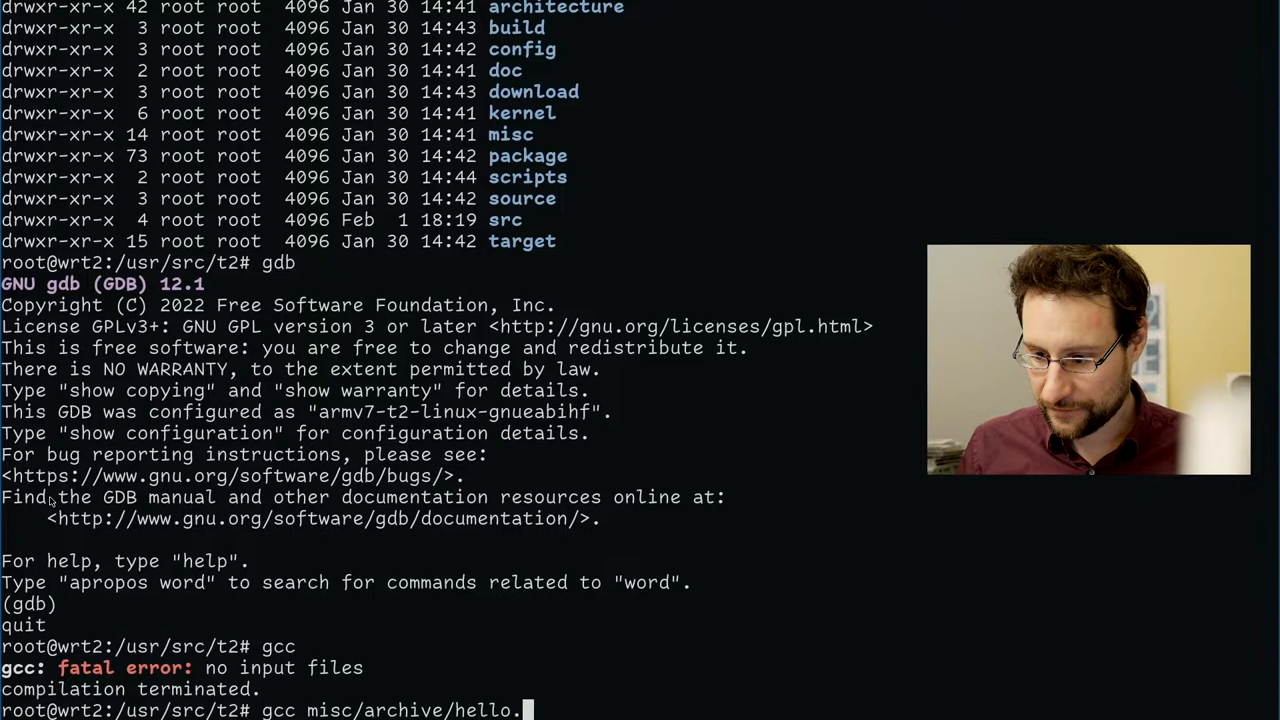 drwxr-xr-x 42 root root  4096 Jan 30 14:41 architecture
drwxr-xr-x  3 root root  4096 Jan 30 14:43 build
drwxr-xr-x  3 root root  4096 Jan 30 14:42 config
drwxr-xr-x  2 root root  4096 Jan 30 14:41 doc
drwxr-xr-x  3 root root  4096 Jan 30 14:43 download
drwxr-xr-x  6 root root  4096 Jan 30 14:41 kernel
drwxr-xr-x 14 root root  4096 Jan 30 14:41 misc
drwxr-xr-x 73 root root  4096 Jan 30 14:42 package
drwxr-xr-x  2 root root  4096 Jan 30 14:44 scripts
drwxr-xr-x  3 root root  4096 Jan 30 14:42 source
drwxr-xr-x  4 root root  4096 Feb  1 18:19 src
drwxr-xr-x 15 root root  4096 Jan 30 14:42 target
root@wrt2:/usr/src/t2# gdb
GNU gdb (GDB) 12.1
Copyright (C) 2022 Free Software Foundation, Inc.
License GPLv3+: GNU GPL version 3 or later <http://gnu.org/licenses/gpl.html>
This is free software: you are free to change and redistribute it.
There is NO WARRANTY, to the extent permitted by law.
Type "show copying" and "show warranty" for details.
This GDB was configured as "armv7-t2-linux-gnueabihf".
Type "show configuration" for configuration details.
For bug reporting instructions, please see:
<https://www.gnu.org/software/gdb/bugs/>.
Find the GDB manual and other documentation resources online at:
    <http://www.gnu.org/software/gdb/documentation/>.
For help, type "help".
Type "apropos word" to search for commands related to "word".
(gdb)
quit
root@wrt2:/usr/src/t2# gcc
gcc: fatal error: no input files
compilation terminated.
root@wrt2:/usr/src/t2# gcc misc/archive/hello.